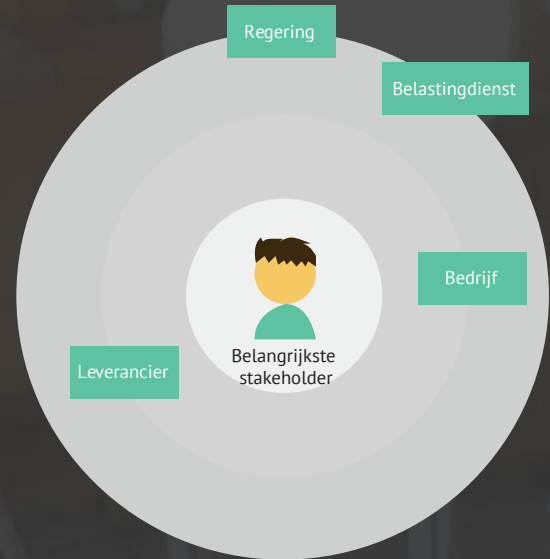 Regering
Belastingdienst
Bedrijf
Leverancier
Belangrijkste
stakeholder